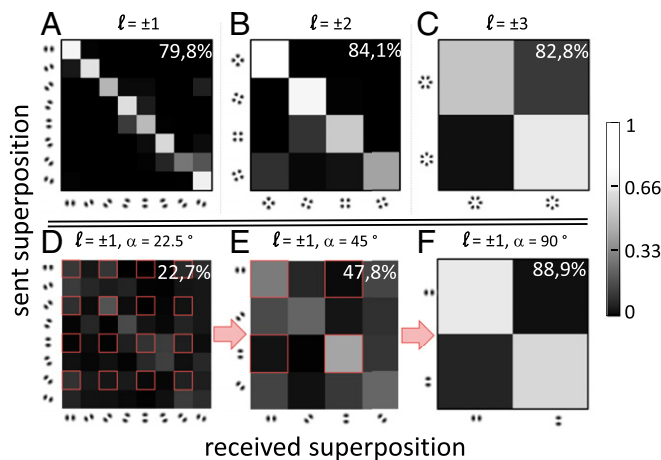 A ℓ = ±1
B ℓ = ±2
C ℓ = ±3
79,8%
84,1%
82,8%
sent superposition
1
0.66
0.33
0
D ℓ = ±1, α = 22.5 °
E ℓ = ±1, α = 45 °
F ℓ = ±1, α = 90 °
22,7%
47,8%
88,9%
received superposition